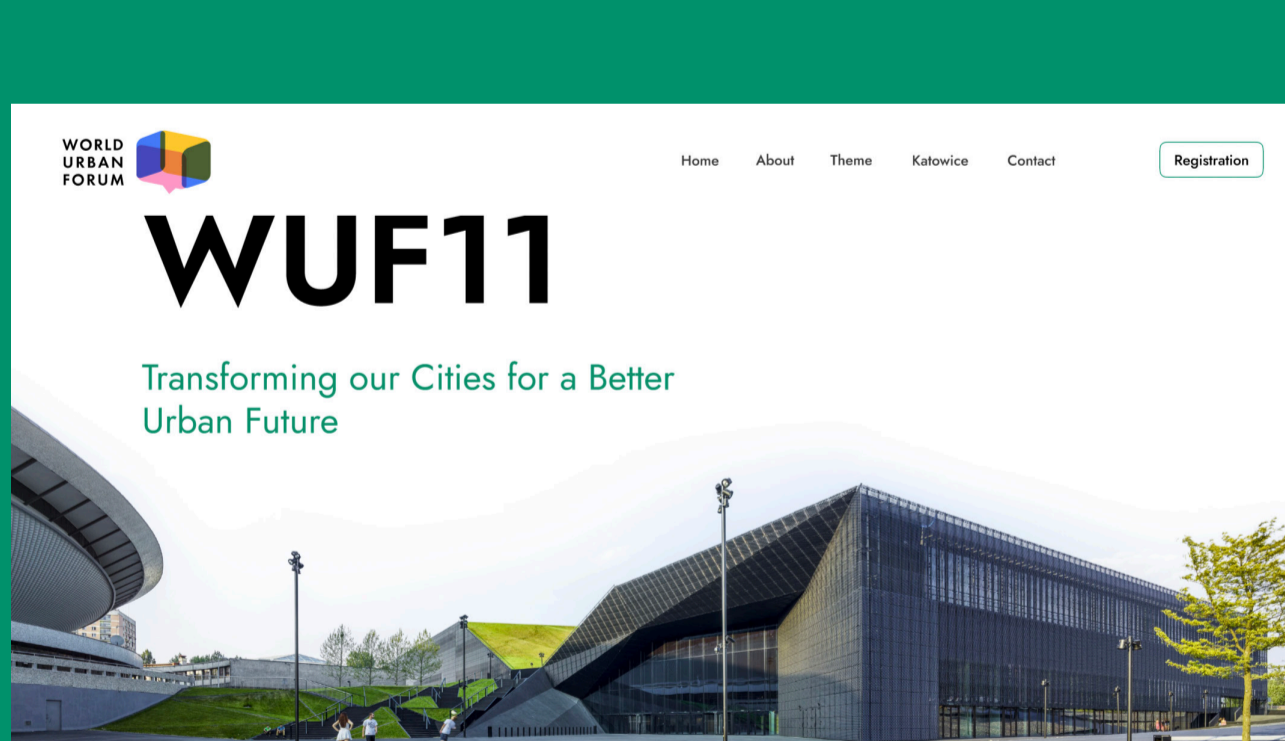 WORLD
URBAN
FORUM
Home About Theme Katowice Contact Registration
WUF11
Transforming our Cities for a Better
Urban Future